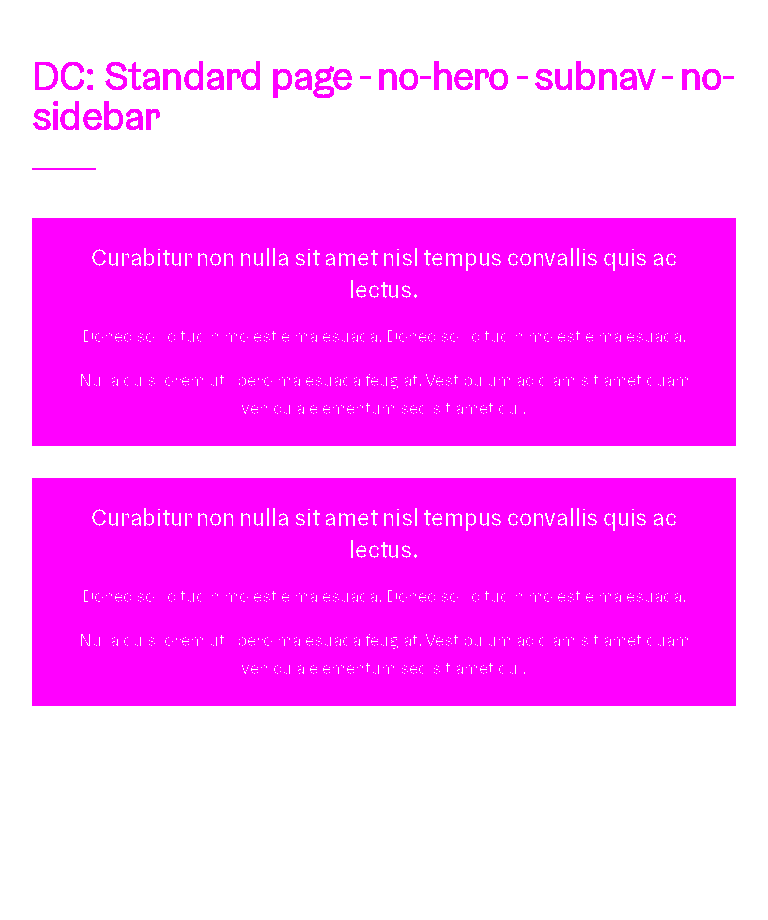 DC: Standard page - no-hero - subnav - no-
sidebar
Curabitur non nulla sit amet nisl tempus convallis quis ac
lectus.
Donec sollicitudin molestie malesuada. Donec sollicitudin molestie malesuada.
Nulla quis lorem ut libero malesuada feugiat. Vestibulum ac diam sit amet quam
vehicula elementum sed sit amet dui.
Curabitur non nulla sit amet nisl tempus convallis quis ac
lectus.
Donec sollicitudin molestie malesuada. Donec sollicitudin molestie malesuada.
Nulla quis lorem ut libero malesuada feugiat. Vestibulum ac diam sit amet quam
vehicula elementum sed sit amet dui.